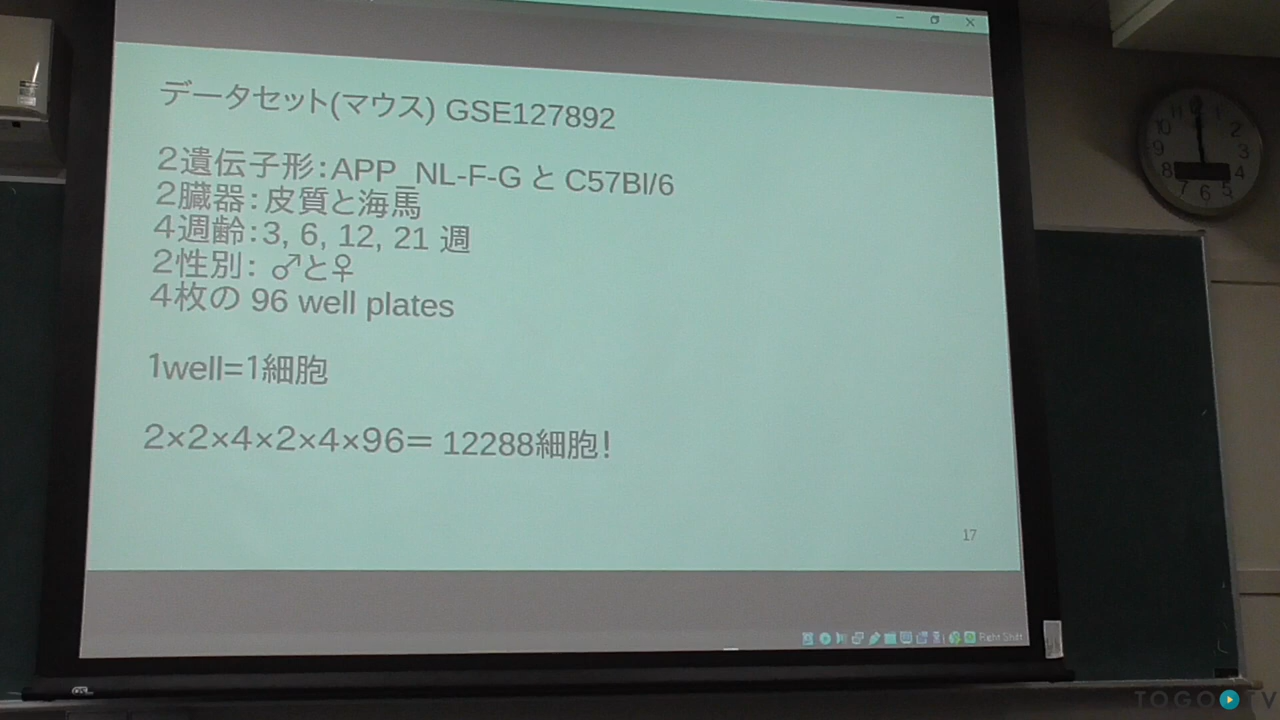 データセット(マウス) GSE127892
2遺伝子形：APP_NL-F-G と C57Bl/6
2臓器：皮質と海馬
4週齢：3, 6, 12, 21 週
2性別： ♂と♀
4枚の 96 well plates
1well=1細胞
2×2×4×2×4×96＝ 12288細胞！
17
Right Shift
TOGO TV